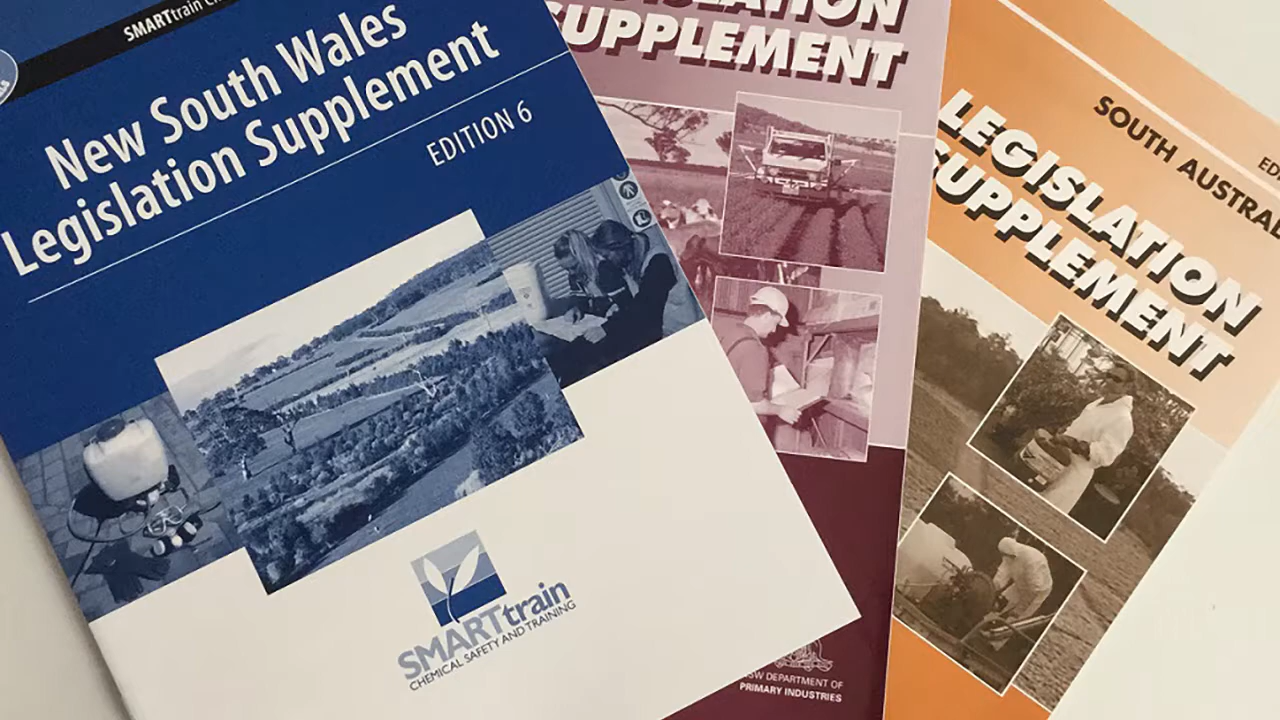 SMARTtrain
New South Wales
Legislation Supplement
EDITION 6
SMARTtrain
CHEMICAL SAFETY AND TRAINING
SUPPLEMENT
DEPARTMENT OF
PRIMARY INDUSTRIES
SOUTH
LEGISLATION
SUPPLEMENT